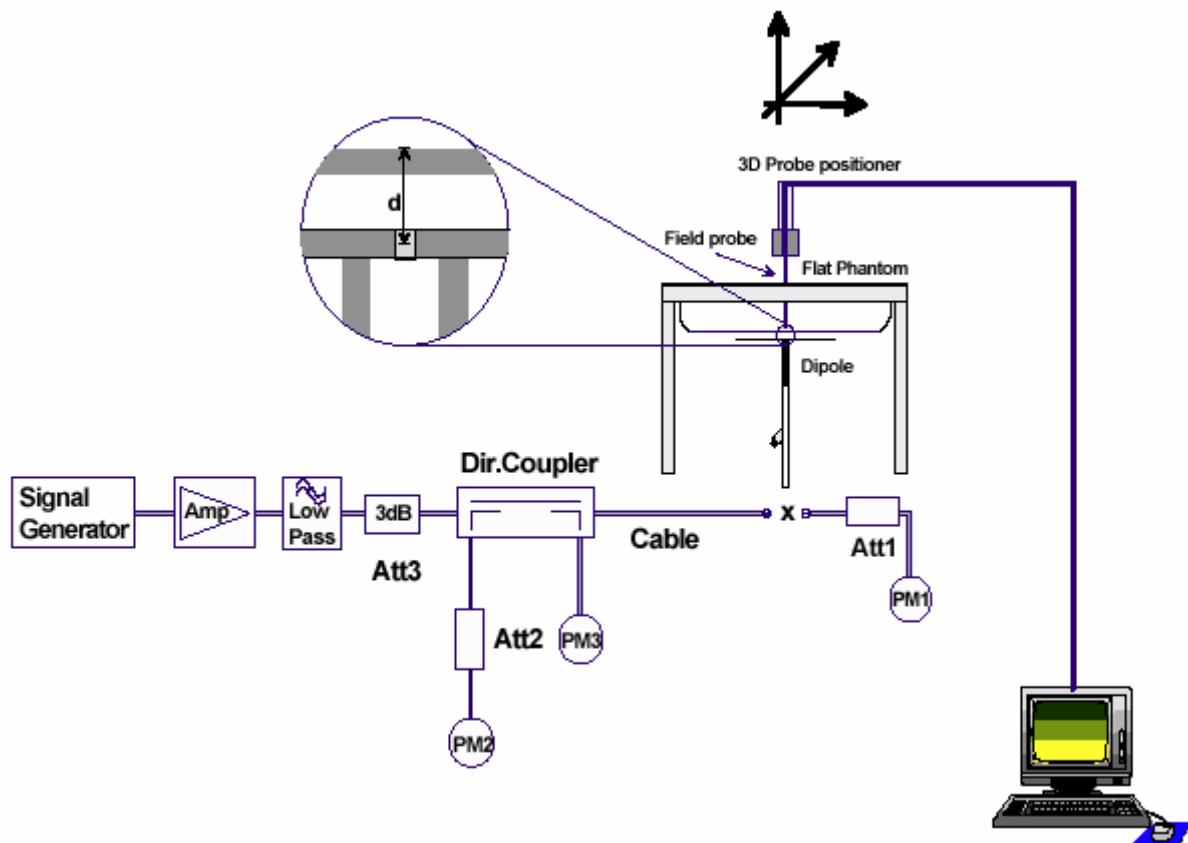 3D Probe positioner
d
Field probe
Flat Phantom
Dipole
Dir.Coupler
Signal
Generator
Amp
Low
Pass
3dB
Att3
Cable
x
Att1
PM1
Att2
PM3
PM2